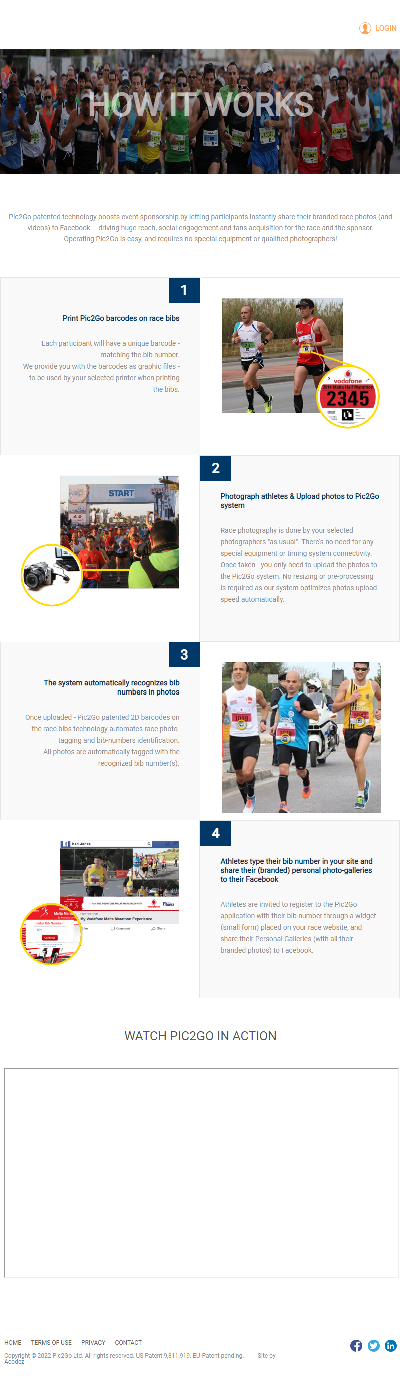 LOGIN
HOW IT WORKS
Pic2Go patented technology boosts event sponsorship by letting participants instantly share their branded race photos (and
videos) to Facebook - driving huge reach, social engagement and fans acquisition for the race and the sponsor.
Operating Pic2Go is easy, and requires no special equipment or qualified photographers!
1
Print Pic2Go barcodes on race bibs
Each participant will have a unique barcode -
matching the bib number.
We provide you with the barcodes as graphic files -
to be used by your selected printer when printing
the bibs.
vodafone
2345
2
START
Photograph athletes & Upload photos to Pic2Go
system
Race photography is done by your selected
photographers "as usual". There's no need for any
special equipment or timing system connectivity.
Once taken - you only need to upload the photos to
the Pic2Go system. No resizing or pre-processing
is required as our system optimizes photos upload
speed automatically.
3
The system automatically recognizes bib
numbers in photos
Once uploaded - Pic2Go patented 2D barcodes on
the race bibs technology automates race photo-
tagging and bib-numbers identification.
All photos are automatically tagged with the
recognized bib number(s).
4
Athletes type their bib number in your site and
share their (branded) personal photo-galleries
to their Facebook
Athletes are invited to register to the Pic2Go
application with their bib number through a widget
(small form) placed on your race website, and
share their Personal Galleries (with all their
branded photos) to Facebook.
My Vodafone Malta Marathon Experience
Comment
Share
WATCH PIC2GO IN ACTION
HOME TERMS OF USE PRIVACY CONTACT
Copyright © 2022 Pic2Go Ltd. All rights reserved. US Patent 9,811,919. EU Patent pending. Site by
Acodez